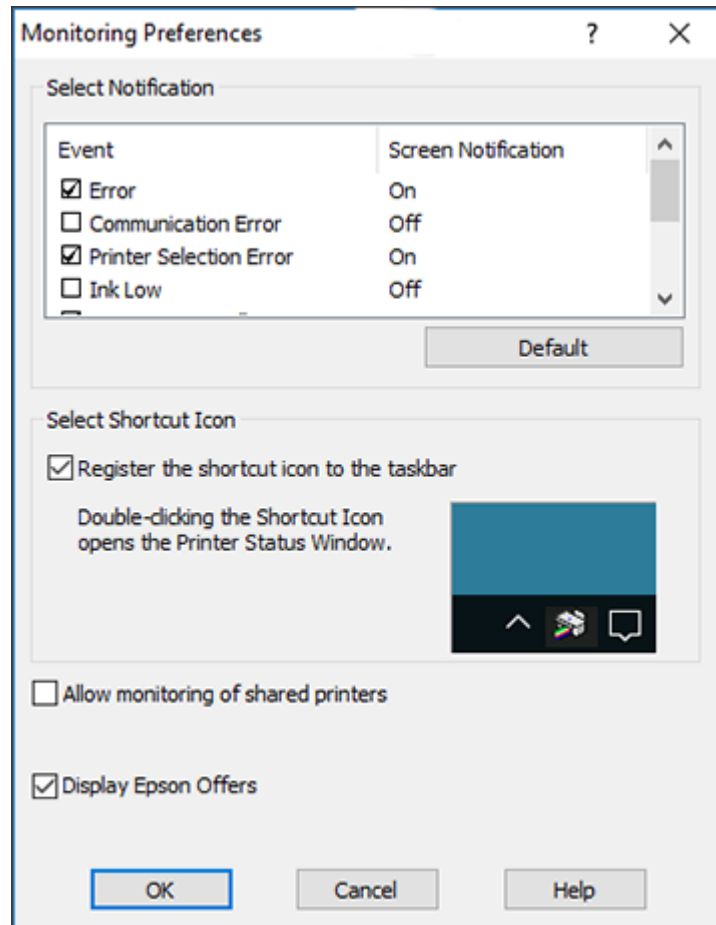 Monitoring Preferences ? X
Select Notification
Event Screen Notification
Error On
Communication Error Off
Printer Selection Error On
Ink Low Off
Default
Select Shortcut Icon
Register the shortcut icon to the taskbar
Double-clicking the Shortcut Icon
opens the Printer Status Window.
Allow monitoring of shared printers
Display Epson Offers
OK Cancel Help